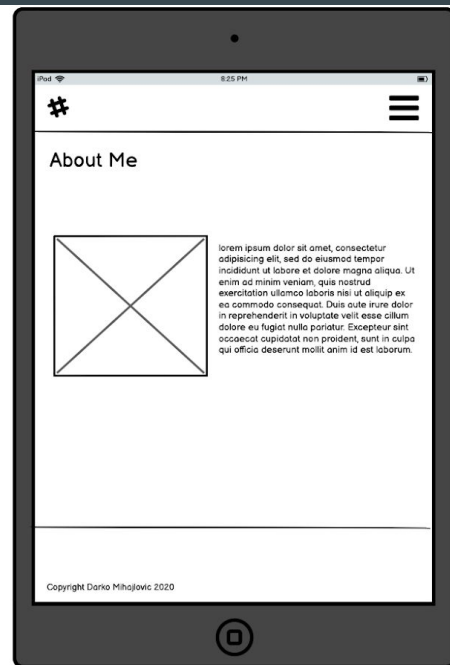 iPad 8:25 PM
#
About Me
lorem ipsum dolor sit amet, consectetur
adipisicing elit, sed do eiusmod tempor
incididunt ut labore et dolore magna aliqua. Ut
enim ad minim veniam, quis nostrud
exercitation ullamco laboris nisi ut aliquip ex
ea commodo consequat. Duis aute irure dolor
in reprehenderit in voluptate velit esse cillum
dolore eu fugiat nulla pariatur. Excepteur sint
occaecat cupidatat non proident, sunt in culpa
qui officia deserunt mollit anim id est laborum.
Copyright Darko Mihajlovic 2020